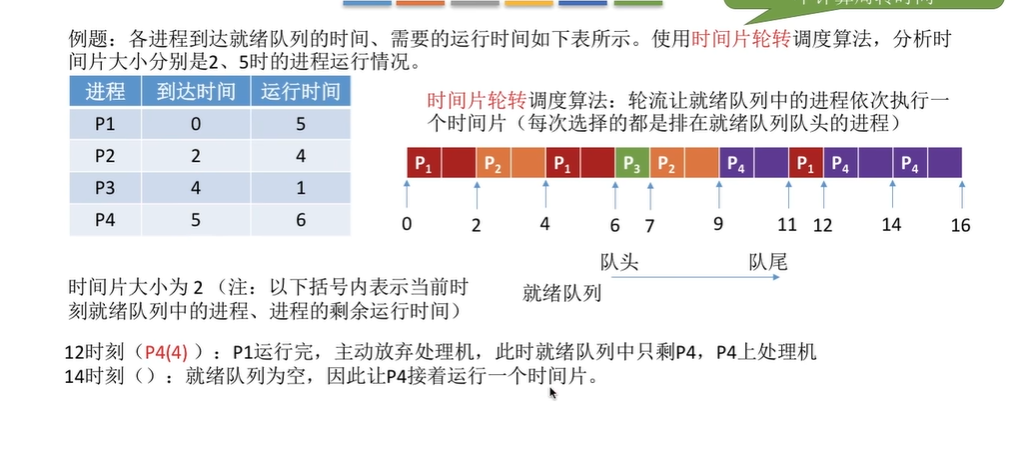 例题：各进程到达就绪队列的时间、需要的运行时间如下表所示。使用时间片轮转调度算法，分析时
间片大小分别是2、5时的进程运行情况。
进程 到达时间 运行时间
P1 0 5
P2 2 4
P3 4 1
P4 5 6
时间片轮转调度算法：轮流让就绪队列中的进程依次执行一
个时间片（每次选择的都是排在就绪队列队头的进程）
P1 P2 P1 P3 P2 P4 P1 P4 P4
0 2 4 6 7 9 11 12 14 16
队头 队尾
就绪队列
时间片大小为 2 （注：以下括号内表示当前时
刻就绪队列中的进程、进程的剩余运行时间）
12时刻（P4(4) ）：P1运行完，主动放弃处理机，此时就绪队列中只剩P4，P4上处理机
14时刻（）：就绪队列为空，因此让P4接着运行一个时间片。